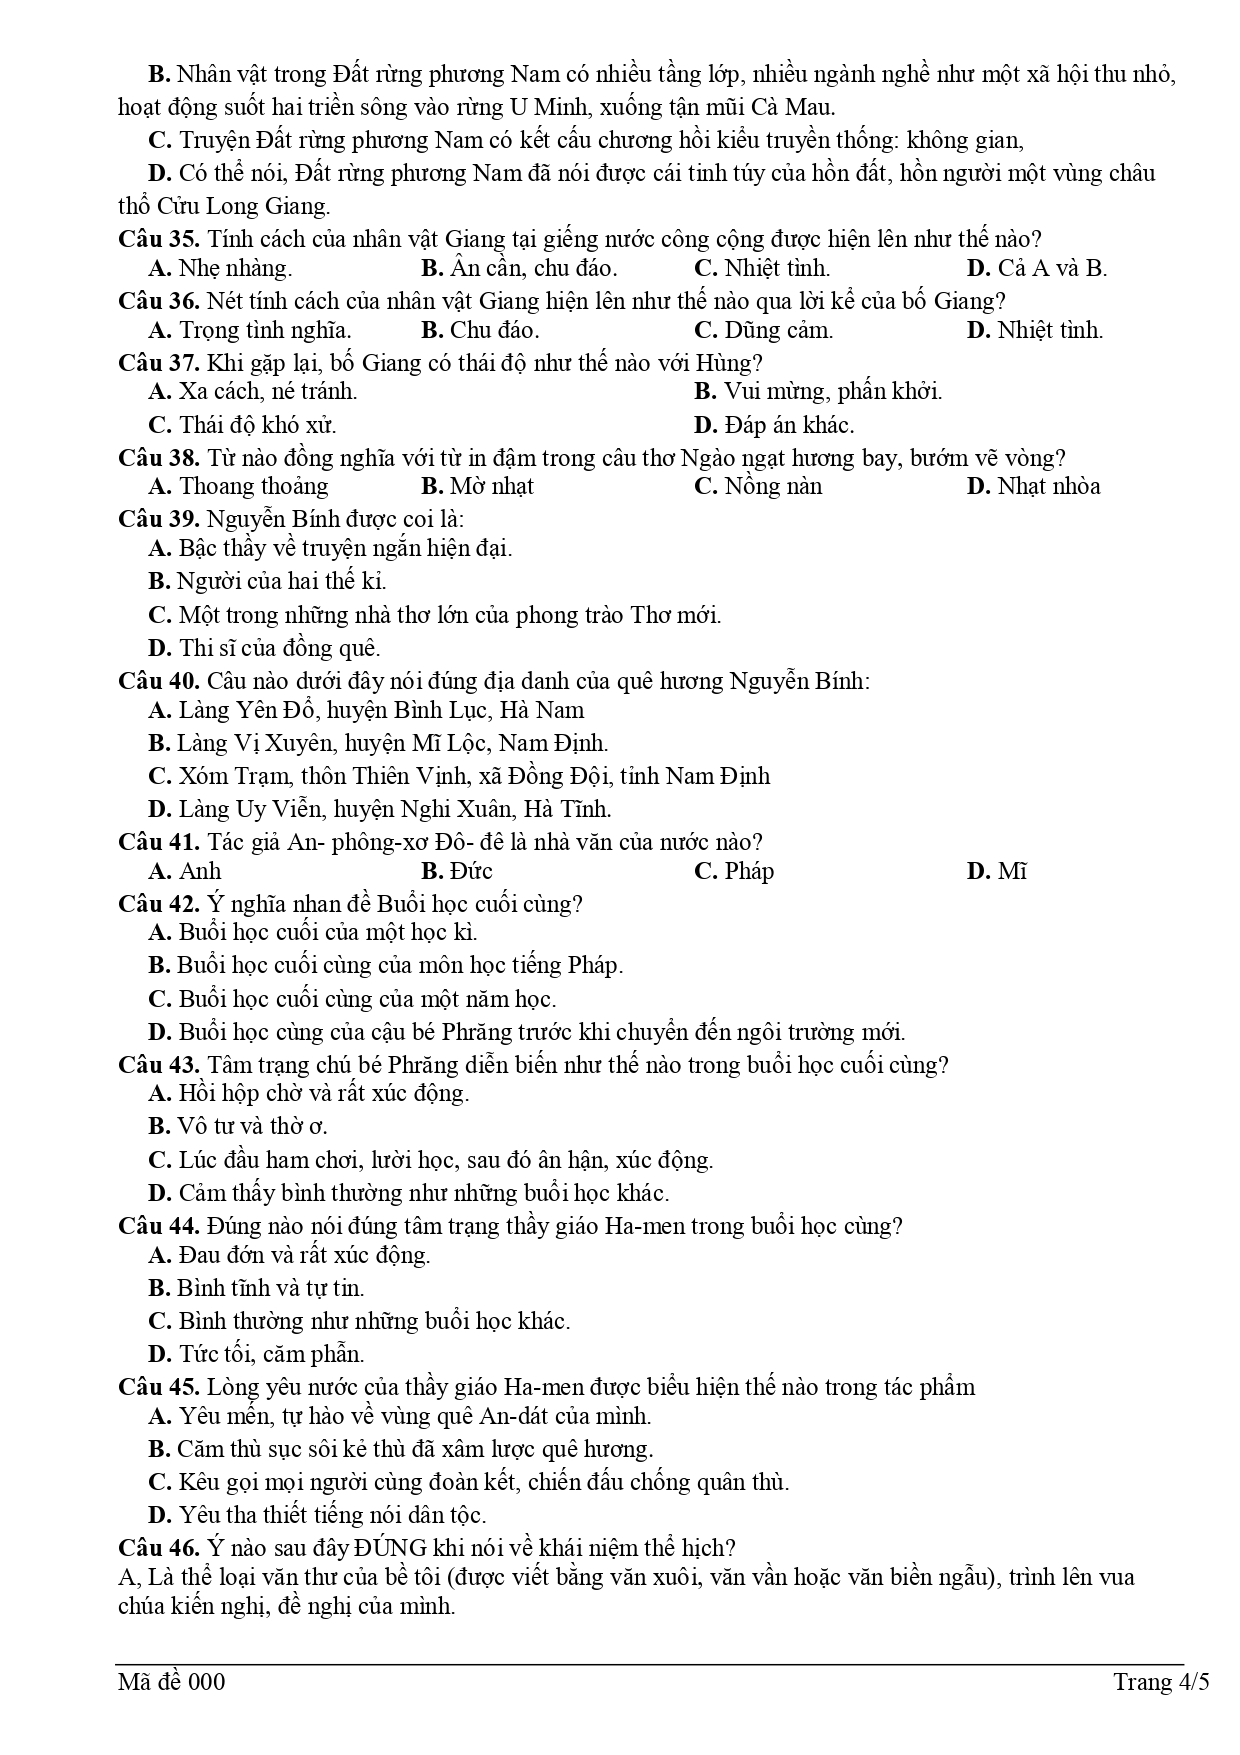 B. Nhân vật trong Đất rừng phương Nam có nhiều tầng lớp, nhiều ngành nghề như một xã hội thu nhỏ,
hoạt động suốt hai triền sông vào rừng U Minh, xuống tận mũi Cà Mau.
C. Truyện Đất rừng phương Nam có kết cấu chương hồi kiểu truyền thống: không gian,
D. Có thể nói, Đất rừng phương Nam đã nói được cái tinh túy của hồn đất, hồn người một vùng châu
thổ Cửu Long Giang.
Câu 35. Tính cách của nhân vật Giang tại giếng nước công cộng được hiện lên như thế nào?
A. Nhẹ nhàng. B. Ân cần, chu đáo. C. Nhiệt tình. D. Cả A và B.
Câu 36. Nét tính cách của nhân vật Giang hiện lên như thế nào qua lời kể của bố Giang?
A. Trọng tình nghĩa. B. Chu đáo. C. Dũng cảm. D. Nhiệt tình.
Câu 37. Khi gặp lại, bố Giang có thái độ như thế nào với Hùng?
A. Xa cách, né tránh. B. Vui mừng, phấn khởi.
C. Thái độ khó xử. D. Đáp án khác.
Câu 38. Từ nào đồng nghĩa với từ in đậm trong câu thơ Ngào ngạt hương bay, bướm vẽ vòng?
A. Thoang thoảng B. Mờ nhạt C. Nồng nàn D. Nhạt nhòa
Câu 39. Nguyễn Bính được coi là:
A. Bậc thầy về truyện ngắn hiện đại.
B. Người của hai thế kỉ.
C. Một trong những nhà thơ lớn của phong trào Thơ mới.
D. Thi sĩ của đồng quê.
Câu 40. Câu nào dưới đây nói đúng địa danh của quê hương Nguyễn Bính:
A. Làng Yên Đổ, huyện Bình Lục, Hà Nam
B. Làng Vị Xuyên, huyện Mĩ Lộc, Nam Định.
C. Xóm Trạm, thôn Thiên Vịnh, xã Đồng Đội, tỉnh Nam Định
D. Làng Uy Viễn, huyện Nghi Xuân, Hà Tĩnh.
Câu 41. Tác giả An- phông-xơ Đô- đê là nhà văn của nước nào?
A. Anh B. Đức C. Pháp D. Mĩ
Câu 42. Ý nghĩa nhan đề Buổi học cuối cùng?
A. Buổi học cuối của một học kì.
B. Buổi học cuối cùng của môn học tiếng Pháp.
C. Buổi học cuối cùng của một năm học.
D. Buổi học cùng của cậu bé Phrăng trước khi chuyển đến ngôi trường mới.
Câu 43. Tâm trạng chú bé Phrăng diễn biến như thế nào trong buổi học cuối cùng?
A. Hồi hộp chờ và rất xúc động.
B. Vô tư và thờ ơ.
C. Lúc đầu ham chơi, lười học, sau đó ân hận, xúc động.
D. Cảm thấy bình thường như những buổi học khác.
Câu 44. Đúng nào nói đúng tâm trạng thầy giáo Ha-men trong buổi học cùng?
A. Đau đớn và rất xúc động.
B. Bình tĩnh và tự tin.
C. Bình thường như những buổi học khác.
D. Tức tối, căm phẫn.
Câu 45. Lòng yêu nước của thầy giáo Ha-men được biểu hiện thế nào trong tác phẩm
A. Yêu mến, tự hào về vùng quê An-dát của mình.
B. Căm thù sục sôi kẻ thù đã xâm lược quê hương.
C. Kêu gọi mọi người cùng đoàn kết, chiến đấu chống quân thù.
D. Yêu tha thiết tiếng nói dân tộc.
Câu 46. Ý nào sau đây ĐÚNG khi nói về khái niệm thể hịch?
A, Là thể loại văn thư của bề tôi (được viết bằng văn xuôi, văn vần hoặc văn biền ngẫu), trình lên vua
chúa kiến nghị, đề nghị của mình.
Mã đề 000 Trang 4/5